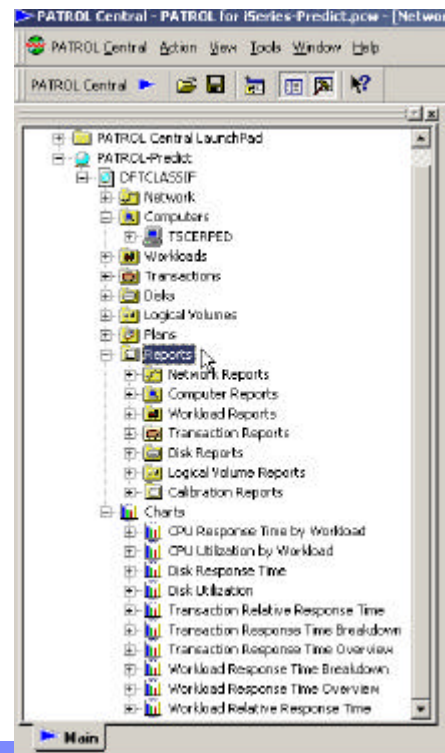 PATROL Central - PATROL for iSeries-Predict.pcw - [Networ
PATROL Central Action View Tools Window Help
PATROL Central
PATROL Central LaunchPad
PATROL-Predict
DFTCLASSIF
Network
Computers
TSCERPED
Workloads
Transactions
Disks
Logical Volumes
Plans
Reports
Network Reports
Computer Reports
Workload Reports
Transaction Reports
Disk Reports
Logical Volume Reports
Calibration Reports
Charts
CPU Response Time by Workload
CPU Utilization by Workload
Disk Response Time
Disk Utilization
Transaction Relative Response Time
Transaction Response Time Breakdown
Transaction Response Time Overview
Workload Response Time Breakdown
Workload Response Time Overview
Workload Relative Response Time
Main